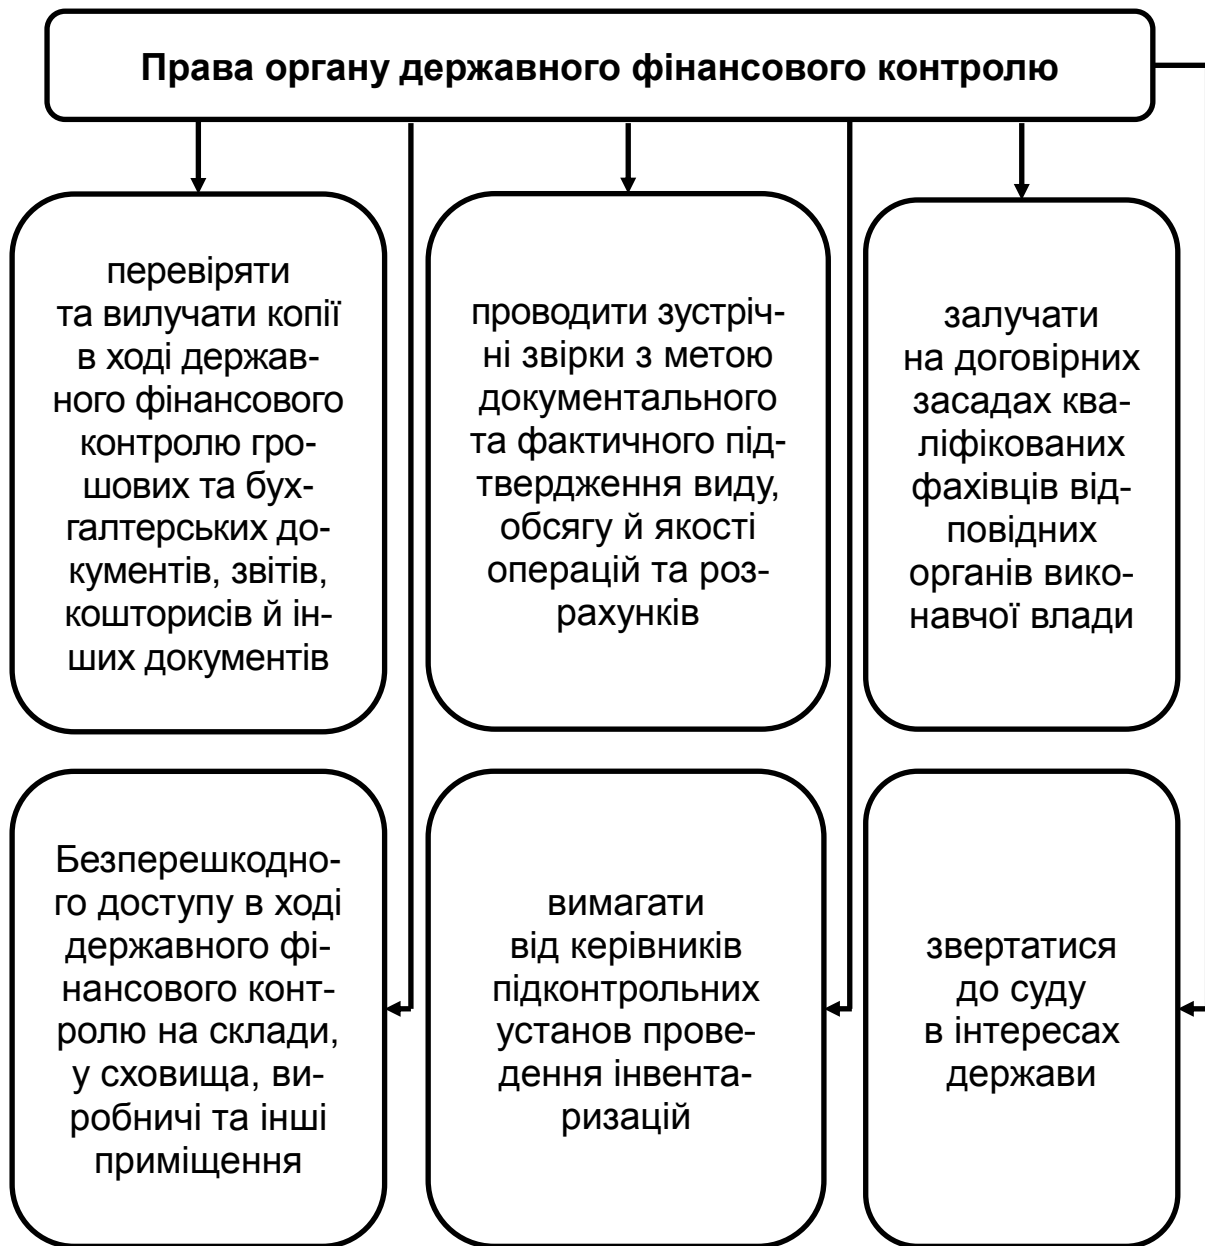 Права органу державного фінансового контролю
перевіряти
та вилучати копії
в ході держав-
ного фінансового
контролю гро-
шових та бух-
галтерських до-
кументів, звітів,
кошторисів й ін-
ших документів
проводити зустріч-
ні звірки з метою
документального
та фактичного під-
твердження виду,
обсягу й якості
операцій та роз-
рахунків
залучати
на договірних
засадах ква-
ліфікованих
фахівців від-
повідних
органів вико-
навчої влади
Безперешкодно-
го доступу в ході
державного фі-
нансового конт-
ролю на склади,
у сховища, ви-
робничі та інші
приміщення
вимагати
від керівників
підконтрольних
установ прове-
дення інвента-
ризацій
звертатися
до суду
в інтересах
держави